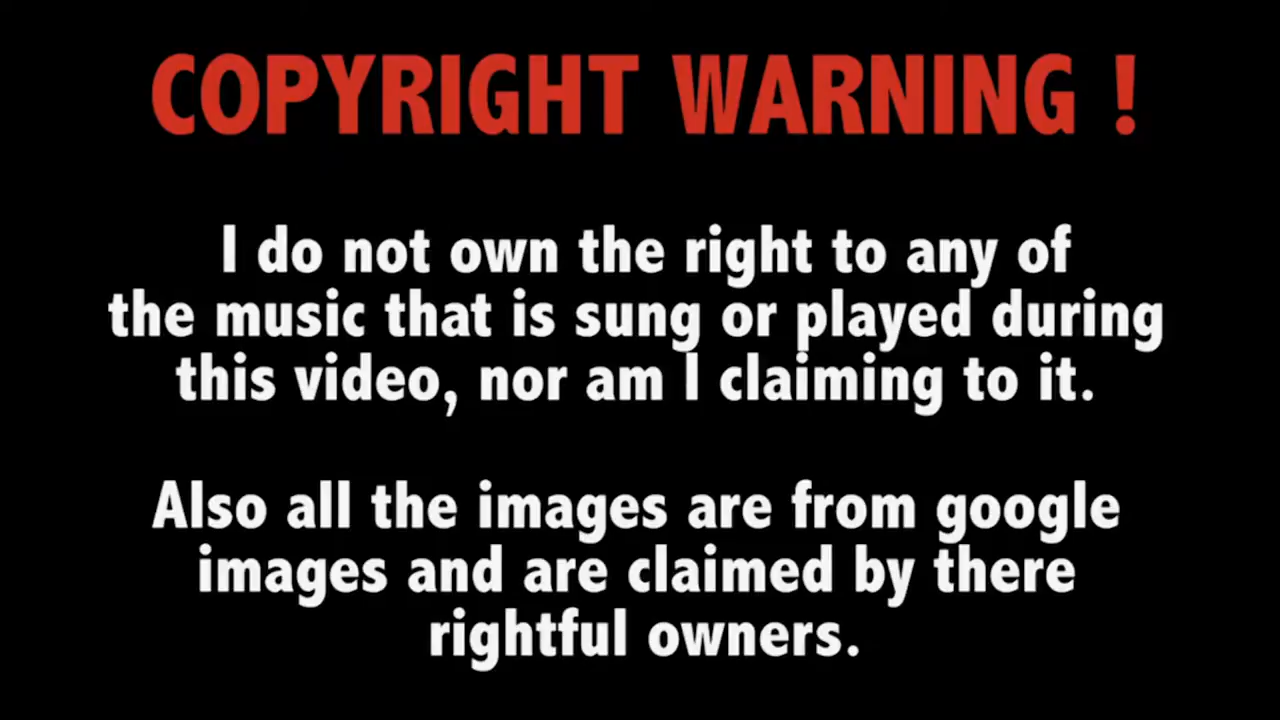 COPYRIGHT WARNING !
I do not own the right to any of
the music that is sung or played during
this video, nor am I claiming to it.
Also all the images are from google
images and are claimed by there
rightful owners.